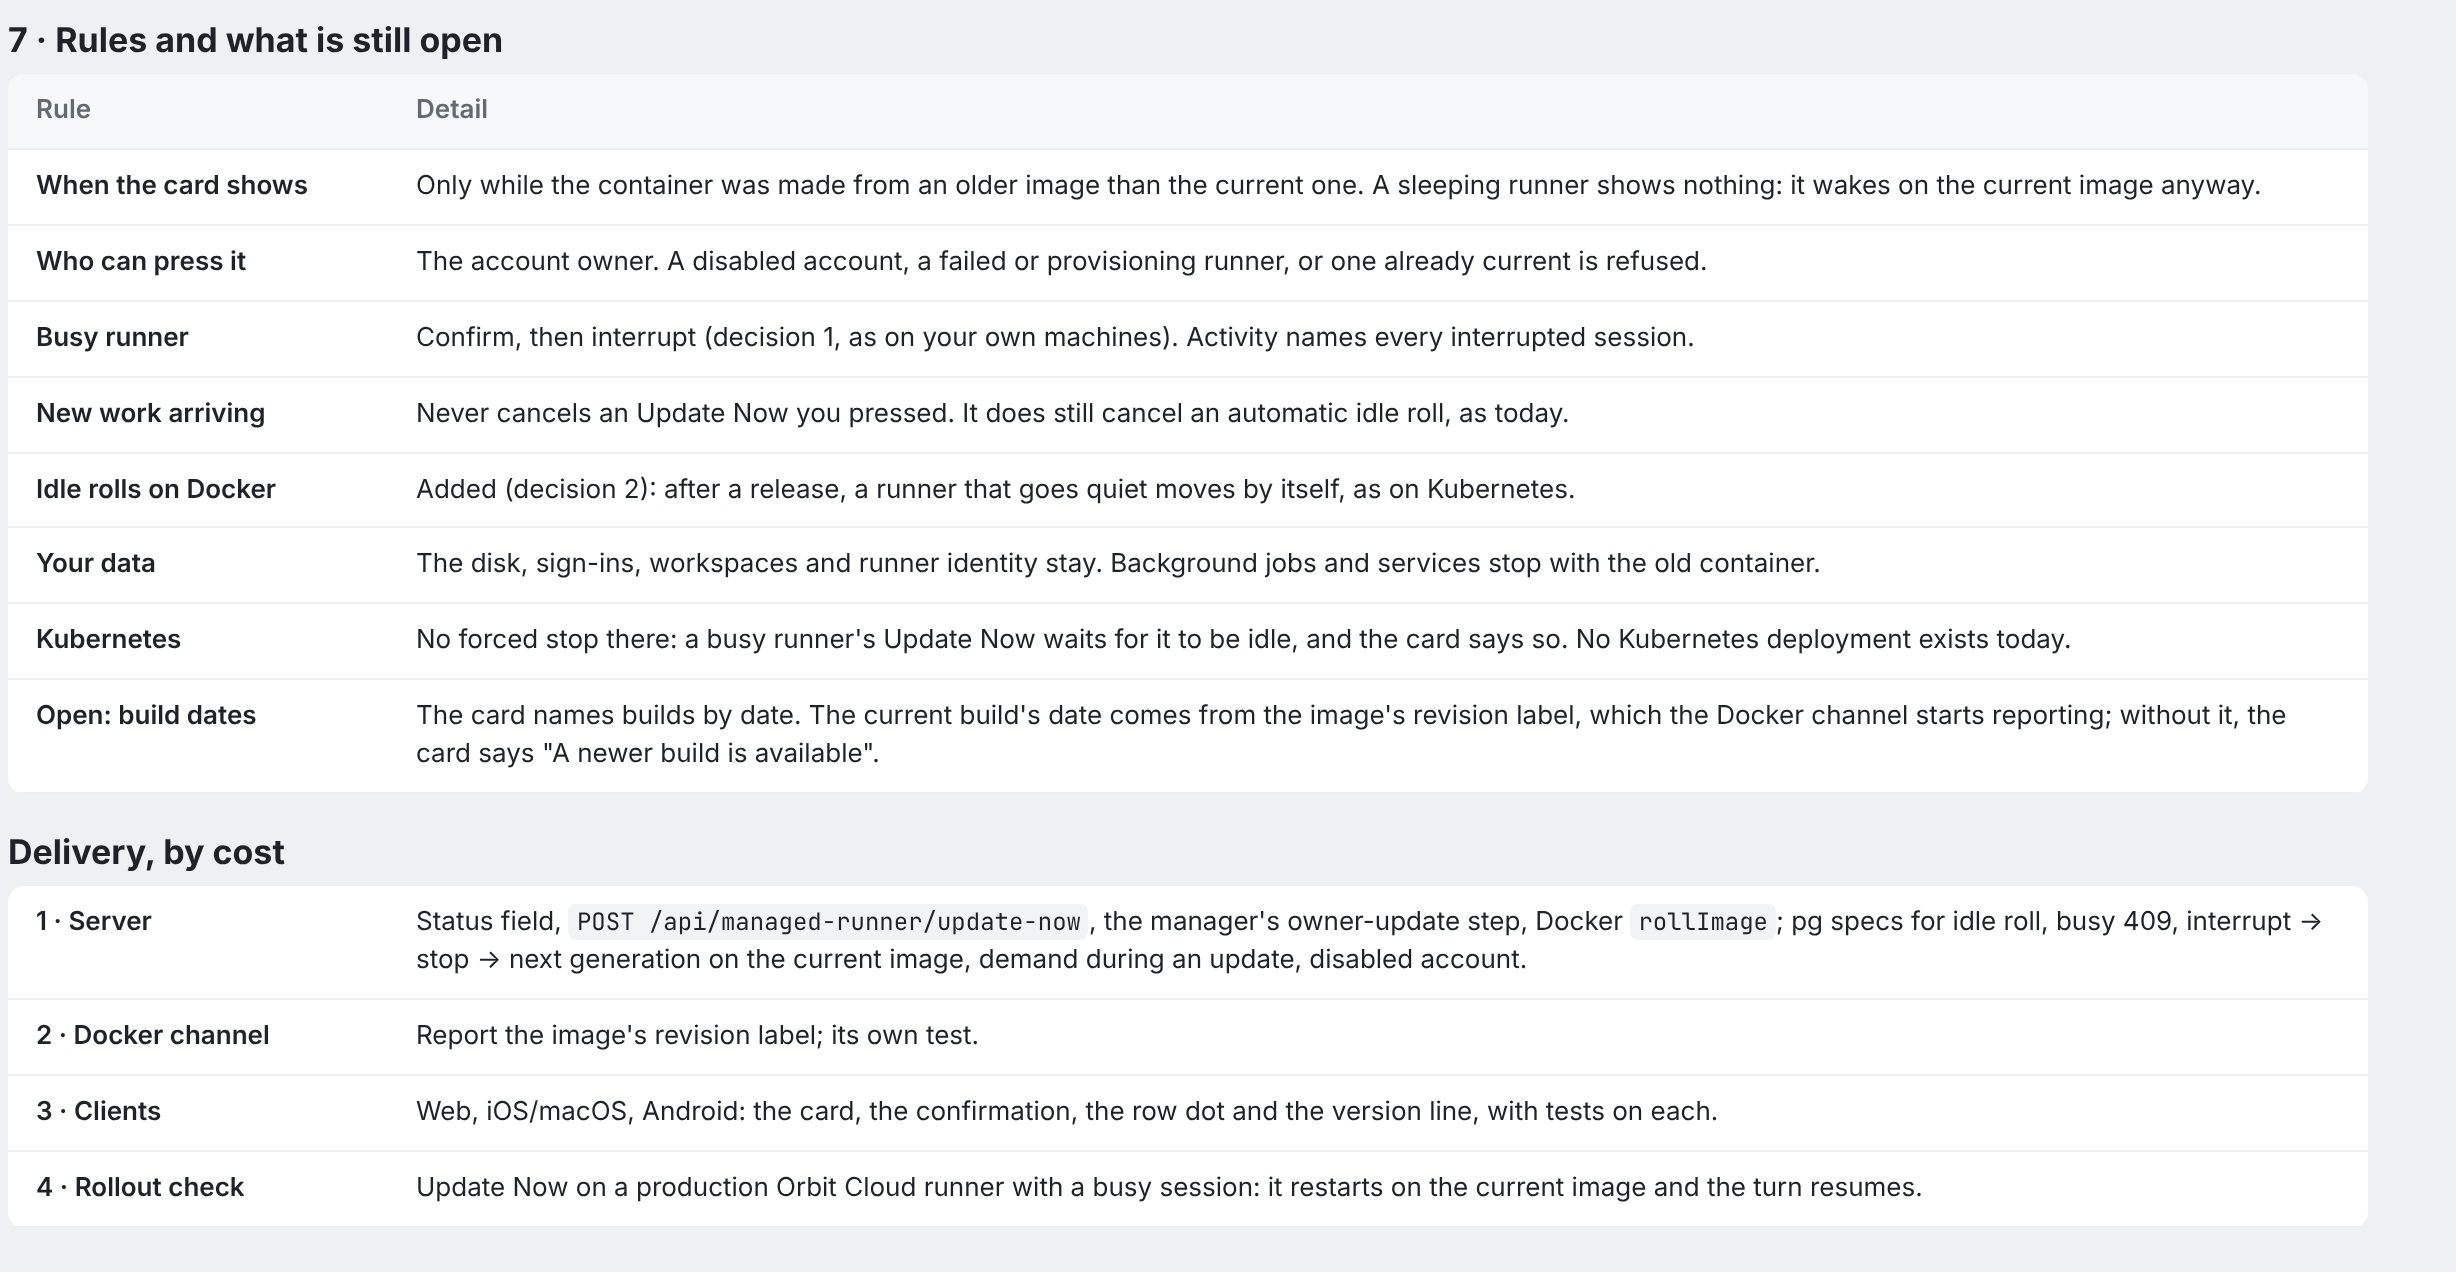 7 · Rules and what is still open
Rule Detail
When the card shows Only while the container was made from an older image than the current one. A sleeping runner shows nothing: it wakes on the current image anyway.
Who can press it The account owner. A disabled account, a failed or provisioning runner, or one already current is refused.
Busy runner Confirm, then interrupt (decision 1, as on your own machines). Activity names every interrupted session.
New work arriving Never cancels an Update Now you pressed. It does still cancel an automatic idle roll, as today.
Idle rolls on Docker Added (decision 2): after a release, a runner that goes quiet moves by itself, as on Kubernetes.
Your data The disk, sign-ins, workspaces and runner identity stay. Background jobs and services stop with the old container.
Kubernetes No forced stop there: a busy runner's Update Now waits for it to be idle, and the card says so. No Kubernetes deployment exists today.
Open: build dates The card names builds by date. The current build's date comes from the image's revision label, which the Docker channel starts reporting; without it, the
card says "A newer build is available".
Delivery, by cost
1 · Server Status field, POST /api/managed-runner/update-now, the manager's owner-update step, Docker rollImage; pg specs for idle roll, busy 409, interrupt →
stop → next generation on the current image, demand during an update, disabled account.
2 · Docker channel Report the image's revision label; its own test.
3 · Clients Web, iOS/macOS, Android: the card, the confirmation, the row dot and the version line, with tests on each.
4 · Rollout check Update Now on a production Orbit Cloud runner with a busy session: it restarts on the current image and the turn resumes.